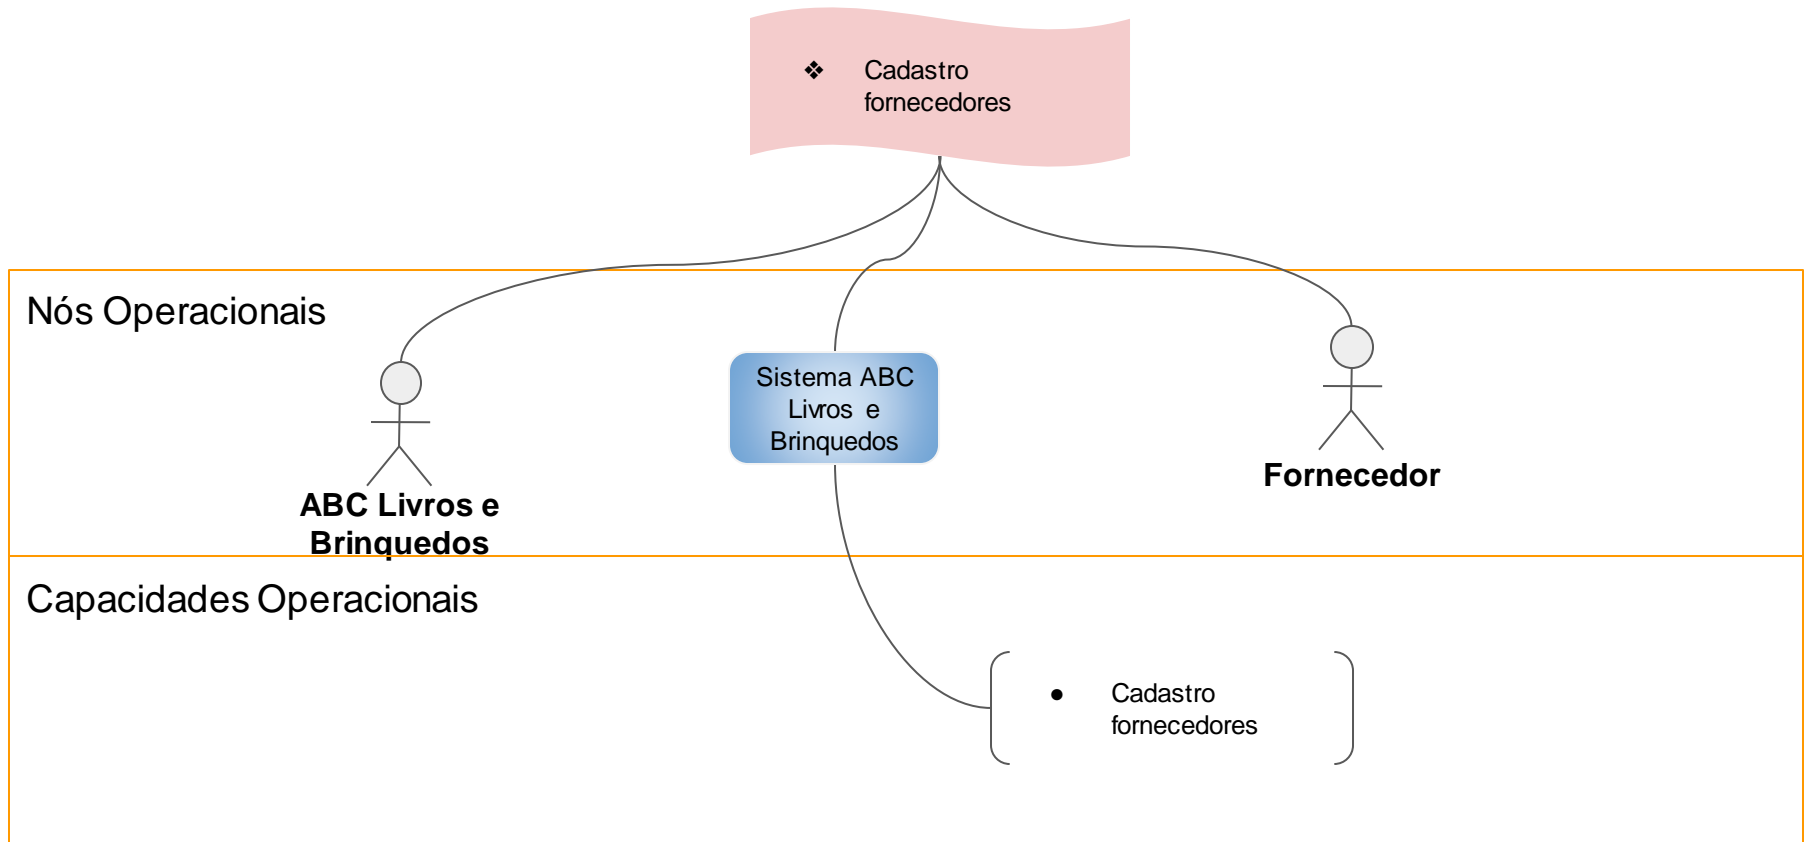 ❖ Cadastro
fornecedores
Nós Operacionais
Sistema ABC
Livros e
Brinquedos
ABC Livros e
Brinquedos
Fornecedor
Capacidades Operacionais
● Cadastro
fornecedores